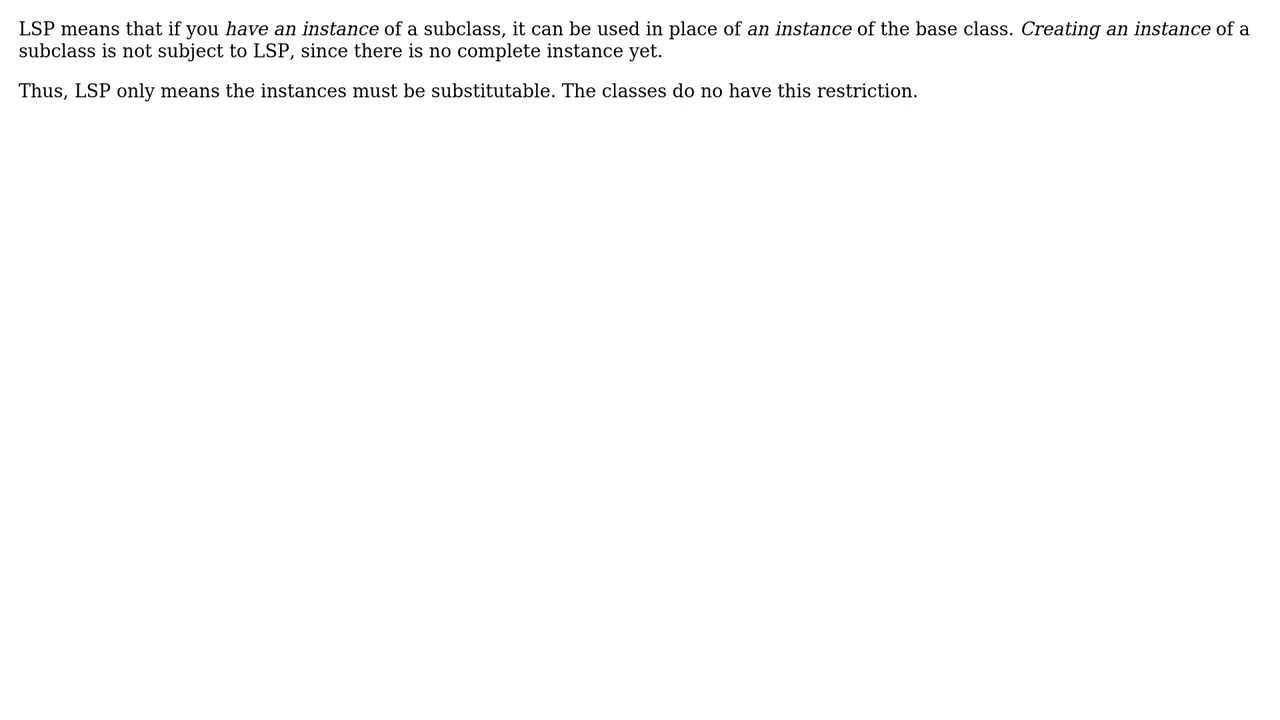 LSP means that if you have an instance of a subclass, it can be used in place of an instance of the base class. Creating an instance of a
subclass is not subject to LSP, since there is no complete instance yet.
Thus, LSP only means the instances must be substitutable. The classes do no have this restriction.